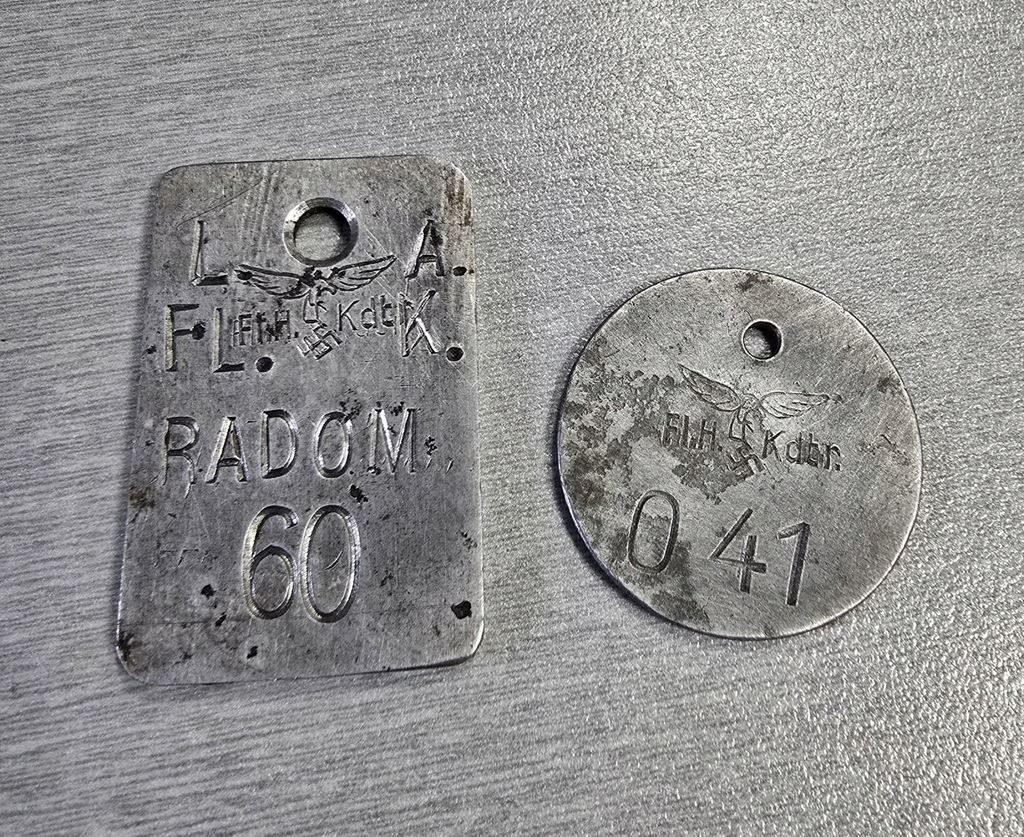 L. A.
Fl.H. Kdtr.
FL. K.
RADOM
60
Fl.H. Kdtr.
041